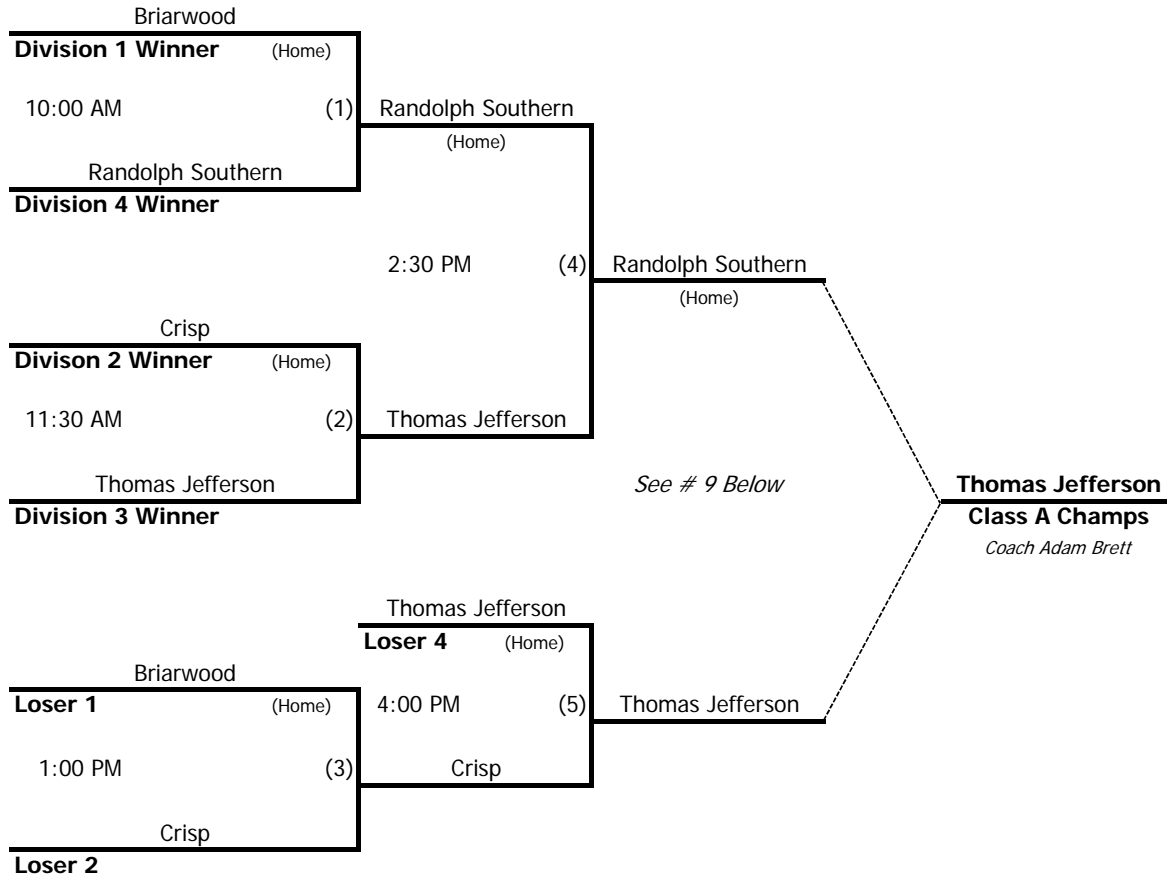 Briarwood
Division 1 Winner (Home)
10:00 AM (1) Randolph Southern
(Home)
Randolph Southern
Division 4 Winner
2:30 PM (4) Randolph Southern
(Home)
Crisp
Divison 2 Winner (Home)
11:30 AM (2) Thomas Jefferson
Thomas Jefferson See # 9 Below Thomas Jefferson
Division 3 Winner Class A Champs
Coach Adam Brett
Thomas Jefferson
Loser 4 (Home)
Briarwood
Loser 1 (Home) 4:00 PM (5) Thomas Jefferson
1:00 PM (3) Crisp
Crisp
Loser 2